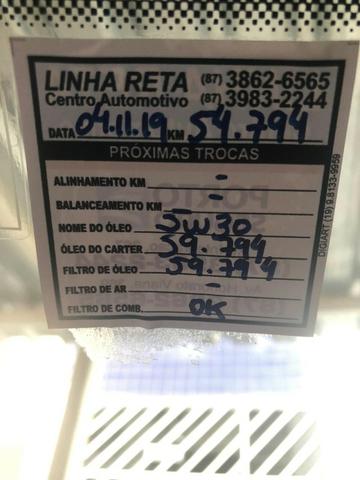 LINHA RETA (87) 3862-6565
Centro Automotivo (87) 3983-2244
DATA 04.11.19 KM 54.794
PRÓXIMAS TROCAS
ALINHAMENTO KM -
BALANCEAMENTO KM -
NOME DO ÓLEO 5W30
ÓLEO DO CARTER 59.794
FILTRO DE ÓLEO 59.794
FILTRO DE AR -
FILTRO DE COMB. OK